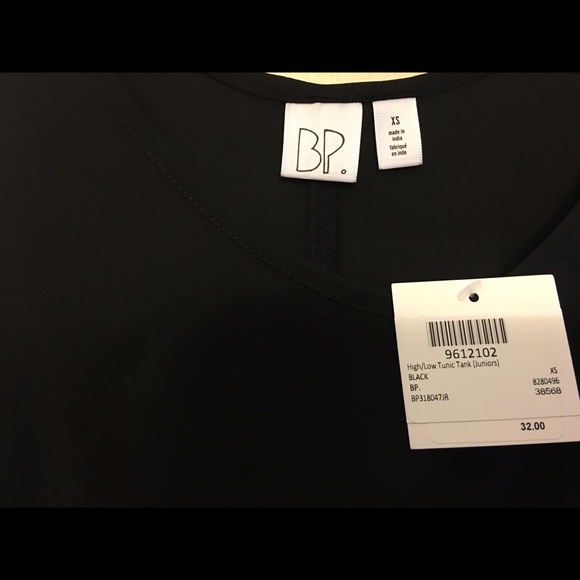 BP.
XS
made in
india
fabriqué
en inde
9612102
High/Low Tunic Tank (Juniors)
BLACK XS
BP. B280496
BP318047JR 38568
32.00